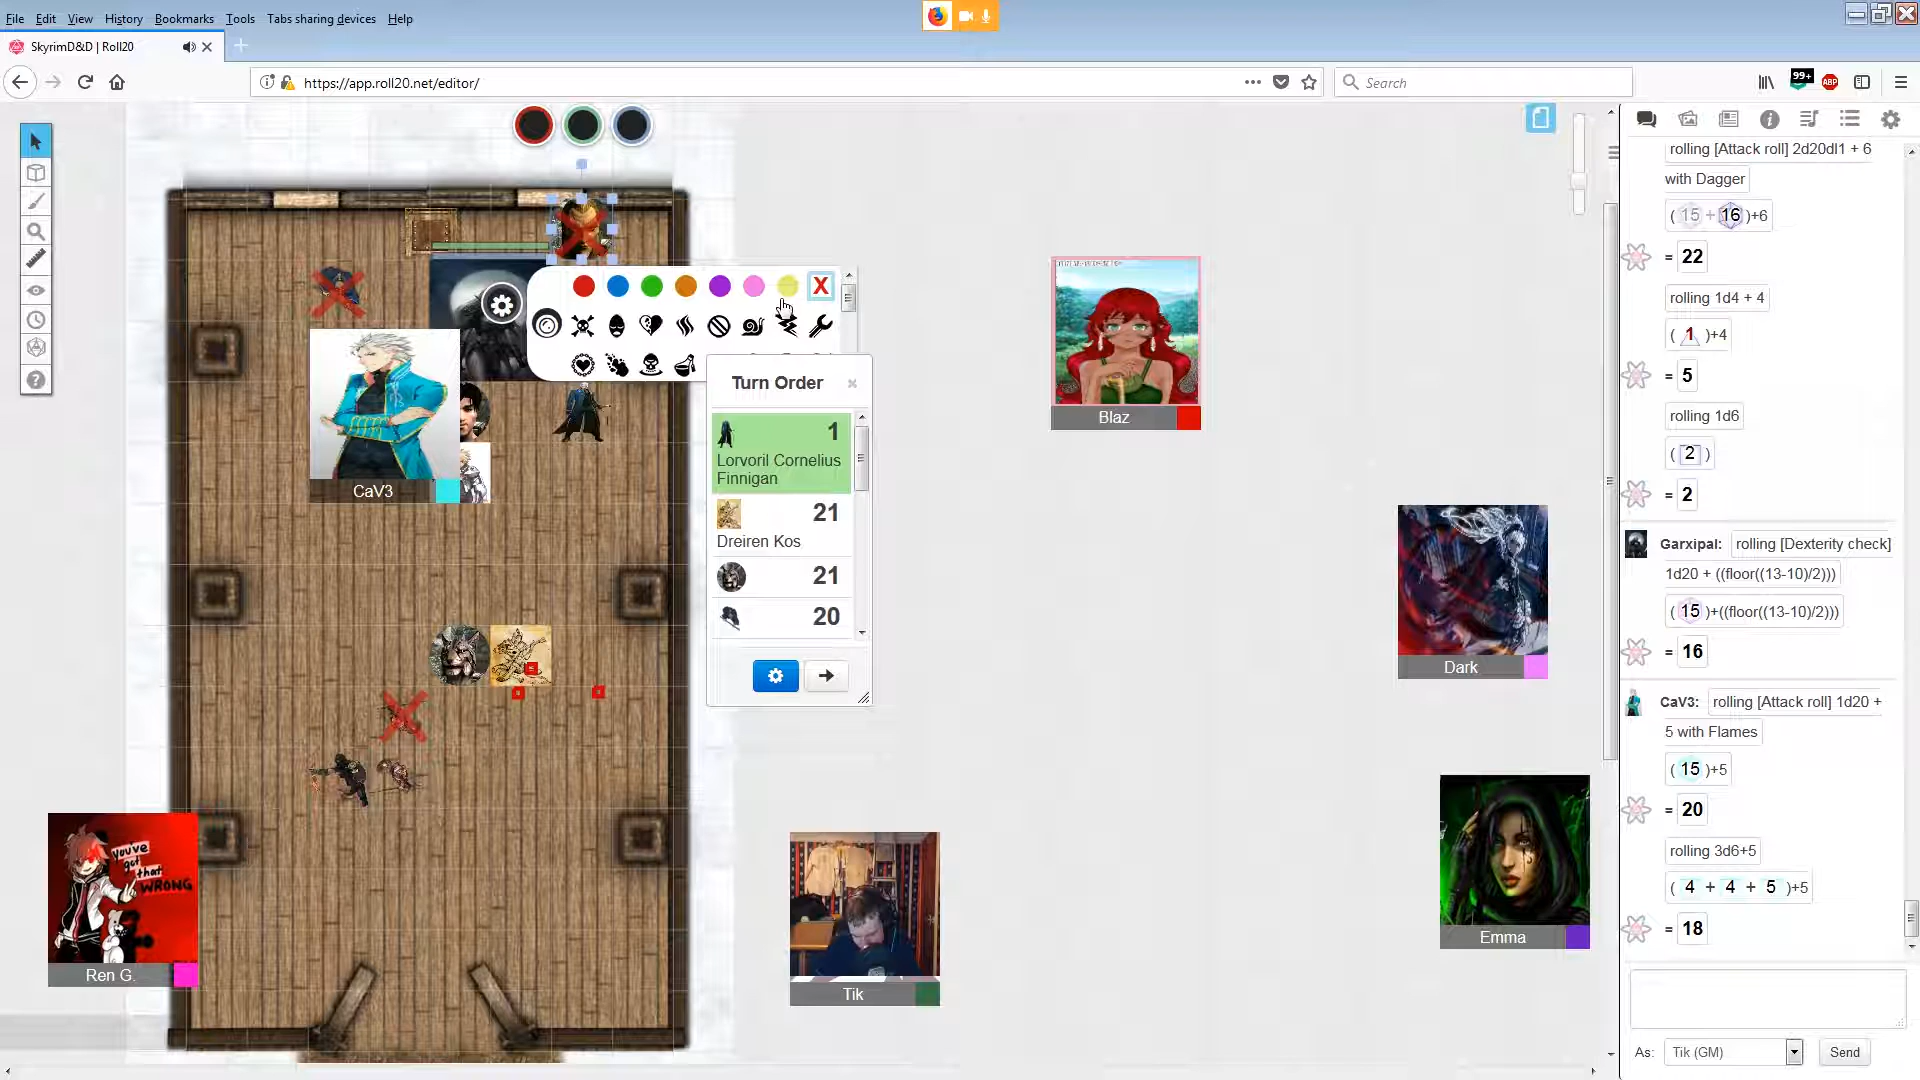 File Edit View History Bookmarks Tools Tabs sharing devices Help
SkyrimD&D | Roll20
https://app.roll20.net/editor/
Search
99+
ABP
X
Turn Order ×
1
Lorvoril Cornelius
Finnigan
21
Dreiren Kos
21
20
CaV3
Blaz
Dark
Emma
Tik
Ren G.
you've
got
that
WRONG
rolling [Attack roll] 2d20dl1 + 6
with Dagger
( 15 + 16 )+6
= 22
rolling 1d4 + 4
( 1 )+4
= 5
rolling 1d6
( 2 )
= 2
Garxipal: rolling [Dexterity check]
1d20 + ((floor((13-10)/2)))
( 15 )+((floor((13-10)/2)))
= 16
CaV3: rolling [Attack roll] 1d20 +
5 with Flames
( 15 )+5
= 20
rolling 3d6+5
( 4 + 4 + 5 )+5
= 18
As: Tik (GM) Send